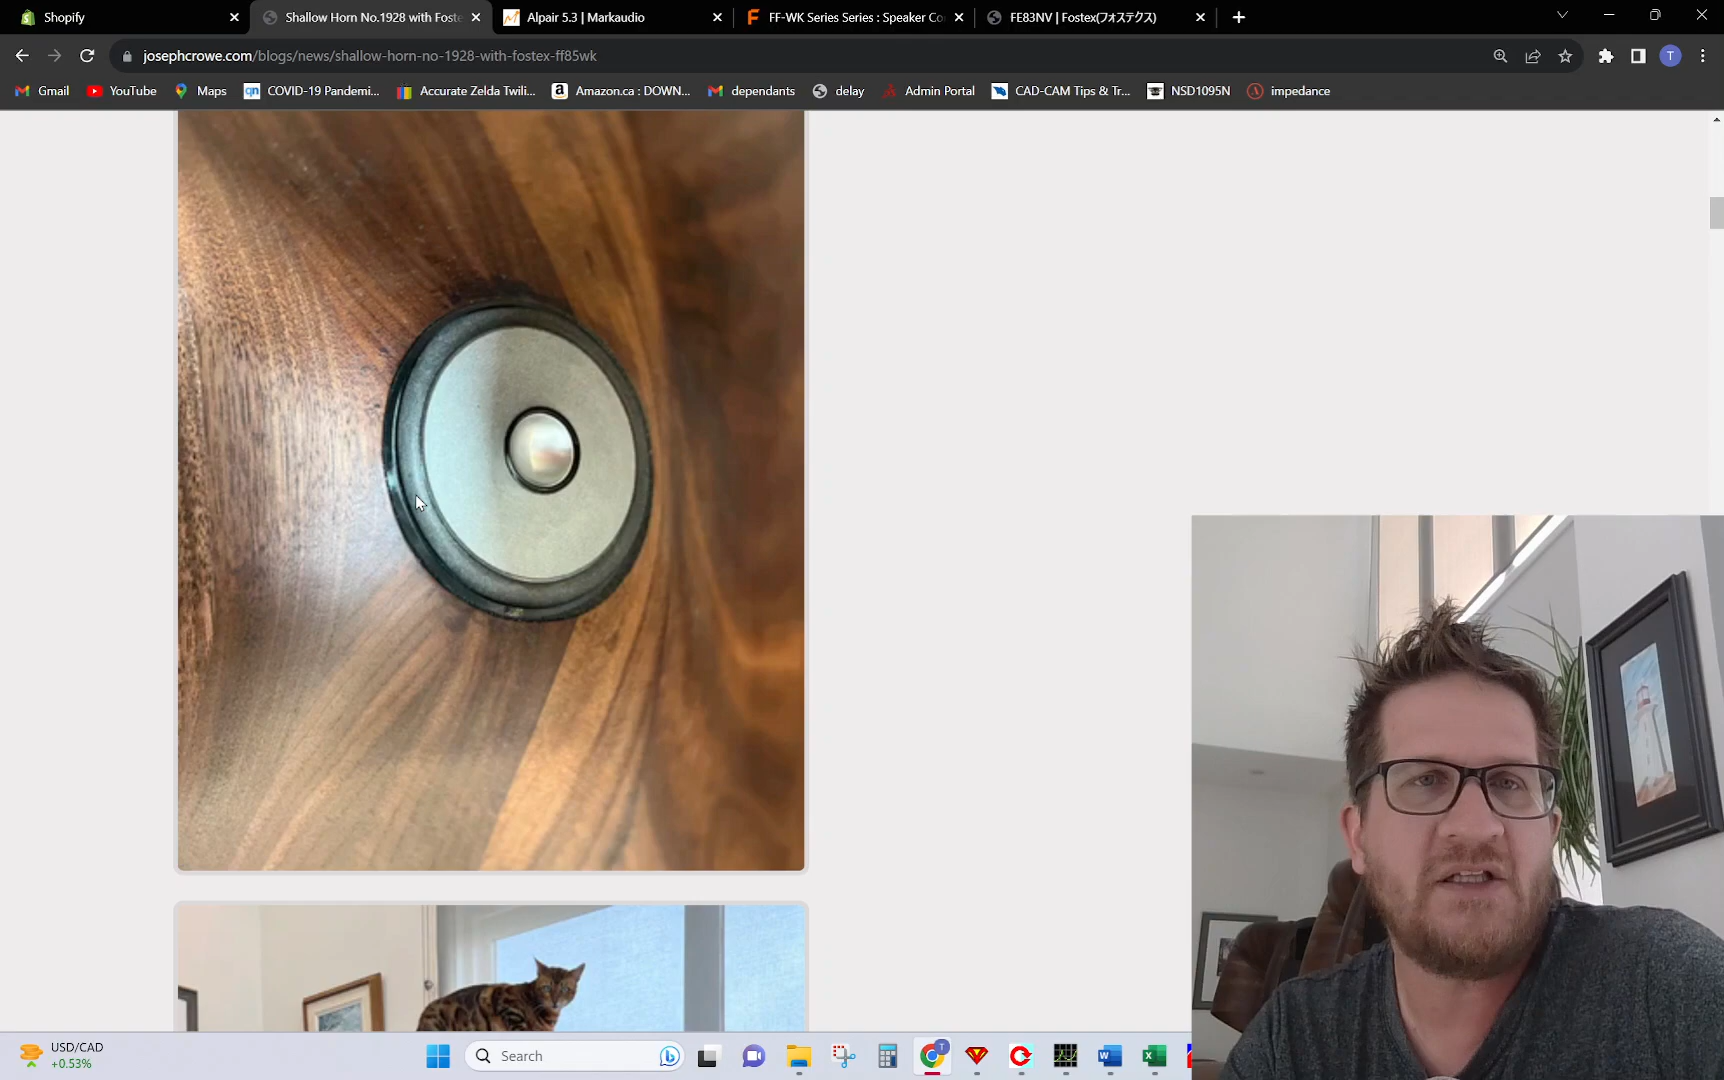 Shopify
Shallow Horn No.1928 with Foste
Alpair 5.3 | Markaudio
FF-WK Series Series : Speaker Co
FE83NV | Fostex(フォステクス)
josephcrowe.com/blogs/news/shallow-horn-no-1928-with-fostex-ff85wk
T
Gmail
YouTube
Maps
COVID-19 Pandemi...
Accurate Zelda Twili...
Amazon.ca : DOWN...
dependants
delay
Admin Portal
CAD-CAM Tips & Tr...
NSD1095N
impedance
USD/CAD
+0.53%
Search